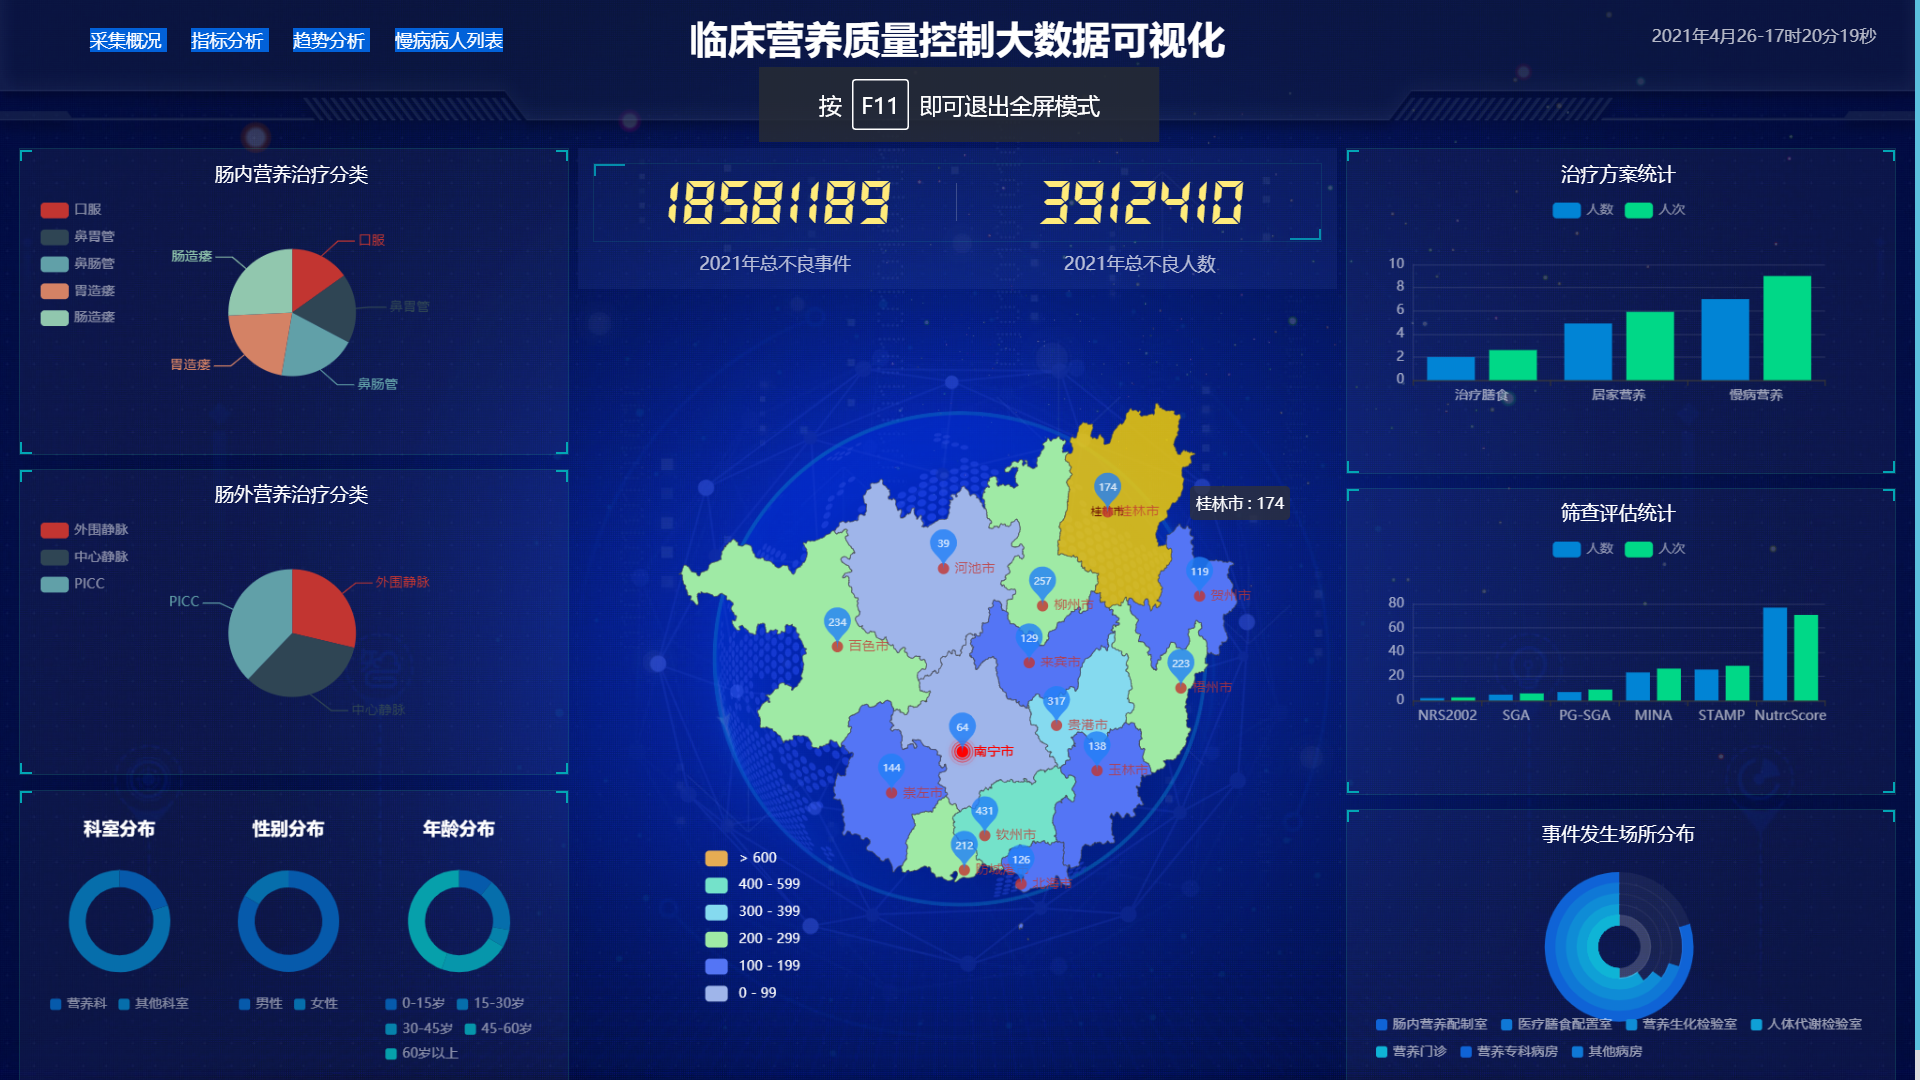 采集概况 指标分析 趋势分析 慢病病人列表
临床营养质量控制大数据可视化
2021年4月26-17时20分19秒
按 F11 即可退出全屏模式
肠内营养治疗分类
口服
鼻胃管
鼻肠管
胃造瘘
肠造瘘
口服
鼻胃管
鼻肠管
胃造瘘
肠造瘘
肠外营养治疗分类
外围静脉
中心静脉
PICC
外围静脉
中心静脉
PICC
科室分布
营养科 其他科室
性别分布
男性 女性
年龄分布
0-15岁 15-30岁
30-45岁 45-60岁
60岁以上
18581189
2021年总不良事件
3912410
2021年总不良人数
174
桂林市
桂林市
桂林市 : 174
39
河池市
257
柳州市
119
贺州市
234
百色市
129
来宾市
223
梧州市
317
贵港市
64
南宁市
138
玉林市
144
崇左市
431
钦州市
212
防城港
126
北海市
> 600
400 - 599
300 - 399
200 - 299
100 - 199
0 - 99
治疗方案统计
人数 人次
10
8
6
4
2
0
治疗膳食 居家营养 慢病营养
筛查评估统计
人数 人次
80
60
40
20
0
NRS2002 SGA PG-SGA MINA STAMP NutrcScore
事件发生场所分布
肠内营养配制室 医疗膳食配置室 营养生化检验室 人体代谢检验室
营养门诊 营养专科病房 其他病房